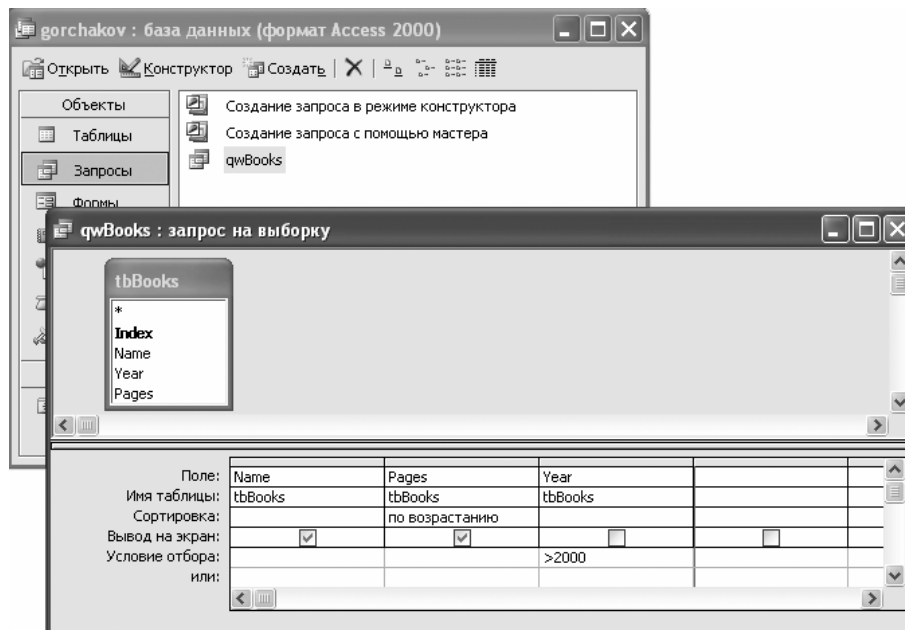 gorchakov : база данных (формат Access 2000)
Открыть Конструктор Создать
Объекты
Создание запроса в режиме конструктора
Таблицы
Создание запроса с помощью мастера
Запросы
qwBooks
Формы
qwBooks : запрос на выборку
tbBooks
*
Index
Name
Year
Pages
Поле: Name Pages Year
Имя таблицы: tbBooks tbBooks tbBooks
Сортировка: по возрастанию
Вывод на экран:
Условие отбора: >2000
или: